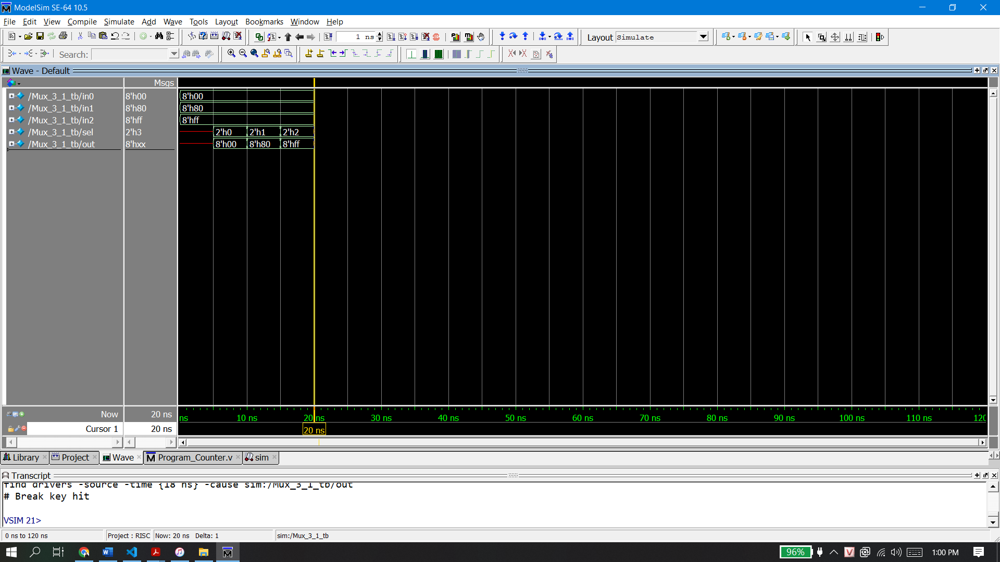 ModelSim SE-64 10.5
File Edit View Compile Simulate Add Wave Tools Layout Bookmarks Window Help
1 ns Layout Simulate
Search:
Wave - Default
Msgs
/Mux_3_1_tb/in0 8'h00 8'h00
/Mux_3_1_tb/in1 8'h80 8'h80
/Mux_3_1_tb/in2 8'hff 8'hff
/Mux_3_1_tb/sel 2'h3 2'h0 2'h1 2'h2
/Mux_3_1_tb/out 8'hxx 8'h00 8'h80 8'hff
Now 20 ns ns 10 ns 20 ns 30 ns 40 ns 50 ns 60 ns 70 ns 80 ns 90 ns 100 ns 110 ns 120
Cursor 1 20 ns 20 ns
Library Project Wave Program_Counter.v sim
Transcript
find drivers -source -time {18 ns} -cause sim:/Mux_3_1_tb/out
# Break key hit
VSIM 21>
0 ns to 120 ns Project : RISC Now: 20 ns Delta: 1 sim:/Mux_3_1_tb
96% 1:00 PM